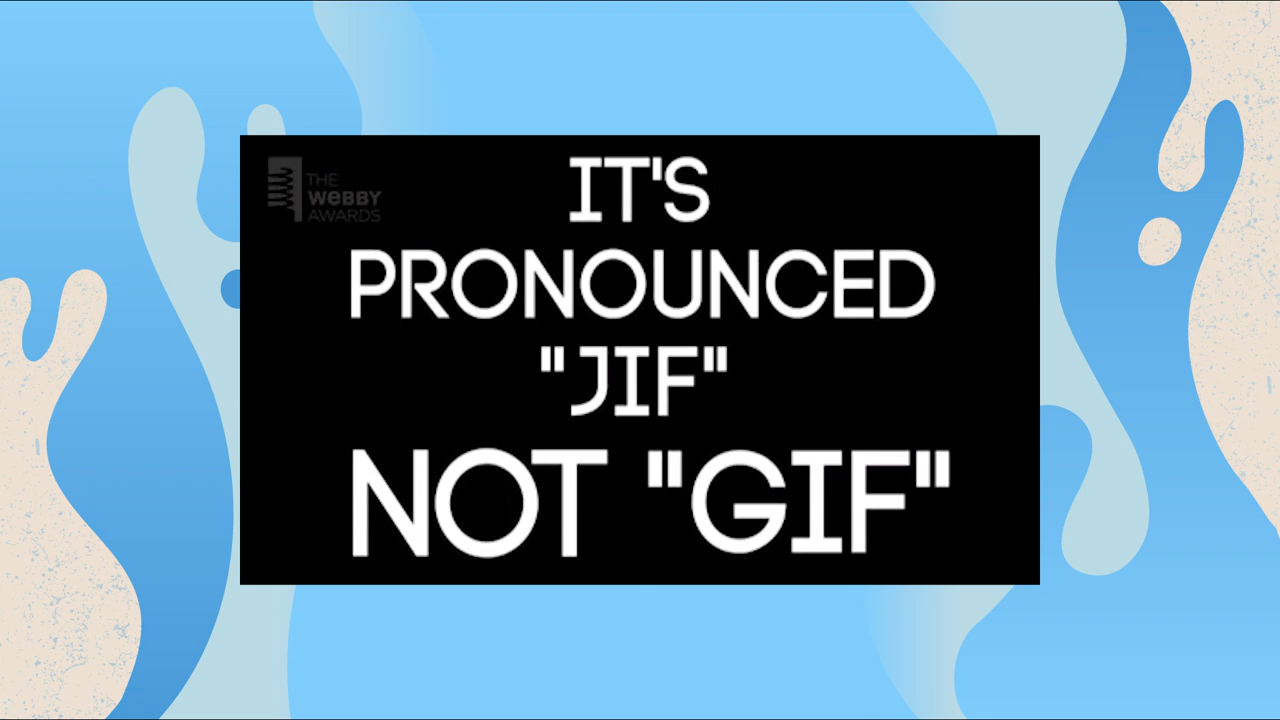 THE
WEBBY
AWARDS
IT'S
PRONOUNCED
"JIF"
NOT "GIF"